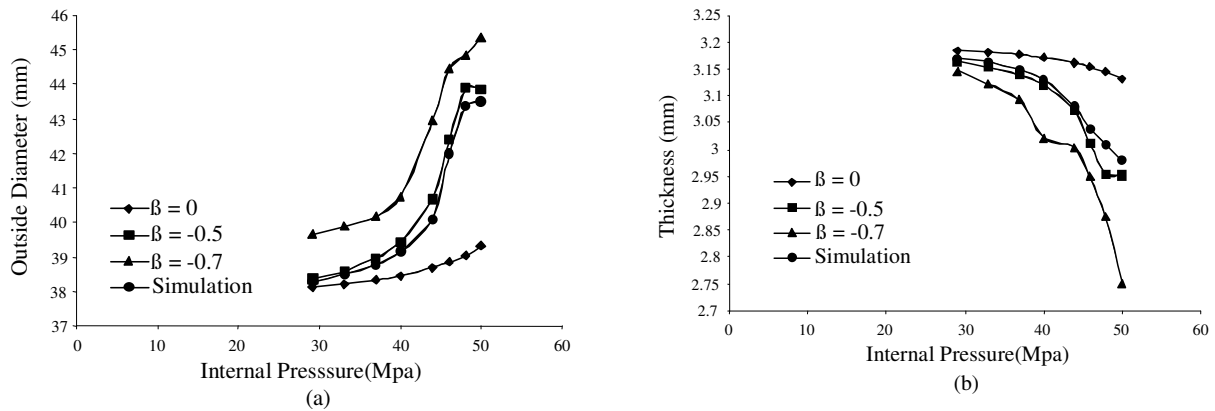 46
45
44
43
42
41
40
39
38
37
Outside Diameter (mm)
ß = 0
ß = -0.5
ß = -0.7
Simulation
0 10 20 30 40 50 60
Internal Presssure(Mpa)
(a)
3.25
3.2
3.15
3.1
3.05
3
2.95
2.9
2.85
2.8
2.75
2.7
Thickness (mm)
ß = 0
ß = -0.5
ß = -0.7
Simulation
0 10 20 30 40 50 60
Internal Pressure(Mpa)
(b)